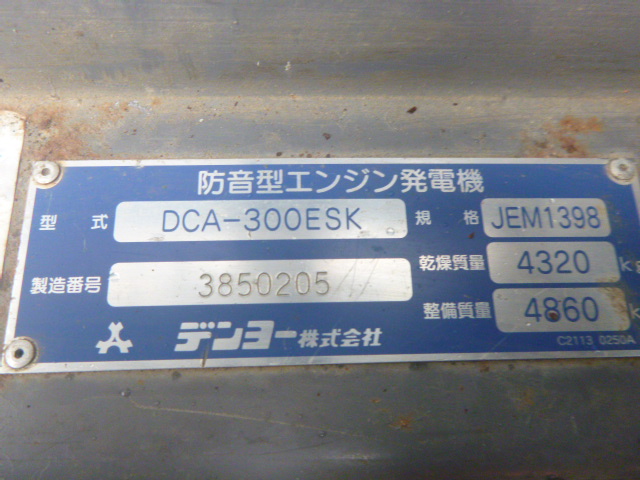 防音型エンジン発電機
型式 DCA-300ESK 規格 JEM1398
乾燥質量 4320 kg
製造番号 3850205
整備質量 4860 k
デンヨー株式会社
C2113 0250A